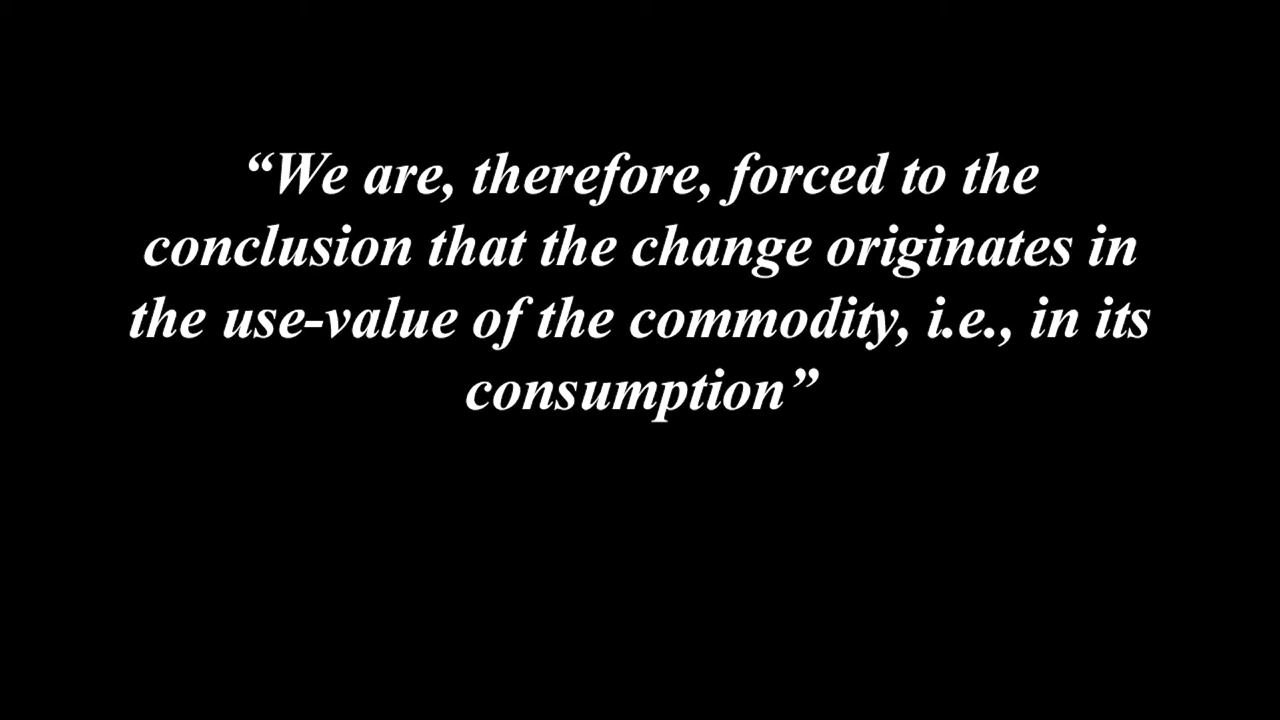 “We are, therefore, forced to the
conclusion that the change originates in
the use-value of the commodity, i.e., in its
consumption”